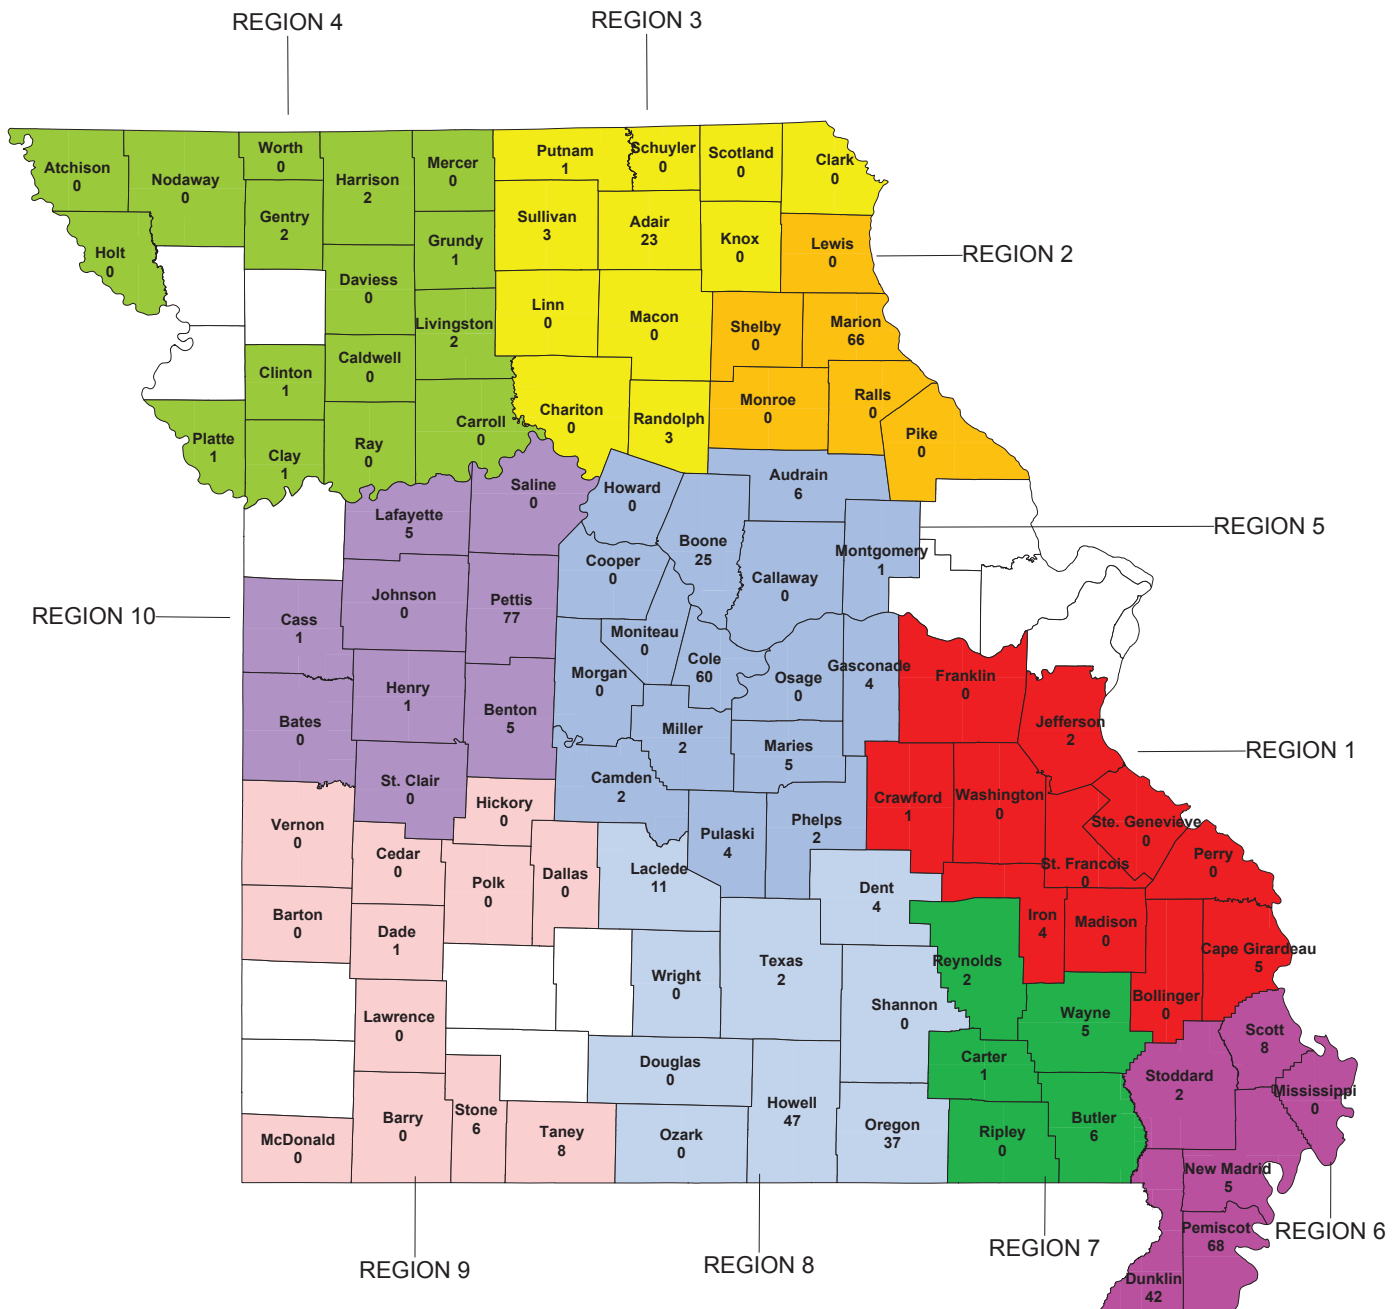 REGION 4
REGION 3
Atchison
0
Nodaway
0
Worth
0
Harrison
2
Mercer
0
Putnam
1
Schuyler
0
Scotland
0
Clark
0
Holt
0
Gentry
2
Grundy
1
Sullivan
3
Adair
23
Knox
0
Lewis
0
REGION 2
Daviess
0
Livingston
2
Linn
0
Macon
0
Shelby
0
Marion
66
Clinton
1
Caldwell
0
Carroll
0
Chariton
0
Randolph
3
Monroe
0
Ralls
0
Pike
0
Platte
1
Clay
1
Ray
0
Lafayette
5
Saline
0
Howard
0
Boone
25
Audrain
6
Montgomery
1
REGION 5
Cooper
0
Callaway
0
REGION 10
Cass
1
Johnson
0
Pettis
77
Moniteau
0
Cole
60
Morgan
0
Osage
0
Gasconade
4
Franklin
0
Jefferson
2
REGION 1
Bates
0
Henry
1
Benton
5
Miller
2
Maries
5
St. Clair
0
Camden
2
Pulaski
4
Phelps
2
Crawford
1
Washington
0
Ste. Genevieve
0
St. Francois
0
Perry
0
Vernon
0
Hickory
0
Cedar
0
Polk
0
Dallas
0
Laclede
11
Dent
4
Iron
4
Madison
0
Cape Girardeau
5
Barton
0
Dade
1
Wright
0
Texas
2
Shannon
0
Reynolds
2
Wayne
5
Bollinger
0
Lawrence
0
Douglas
0
Carter
1
Stoddard
2
Scott
8
Mississippi
0
McDonald
0
Barry
0
Stone
6
Taney
8
Ozark
0
Howell
47
Oregon
37
Ripley
0
Butler
6
New Madrid
5
Pemiscot
68
Dunklin
42
REGION 6
REGION 7
REGION 8
REGION 9